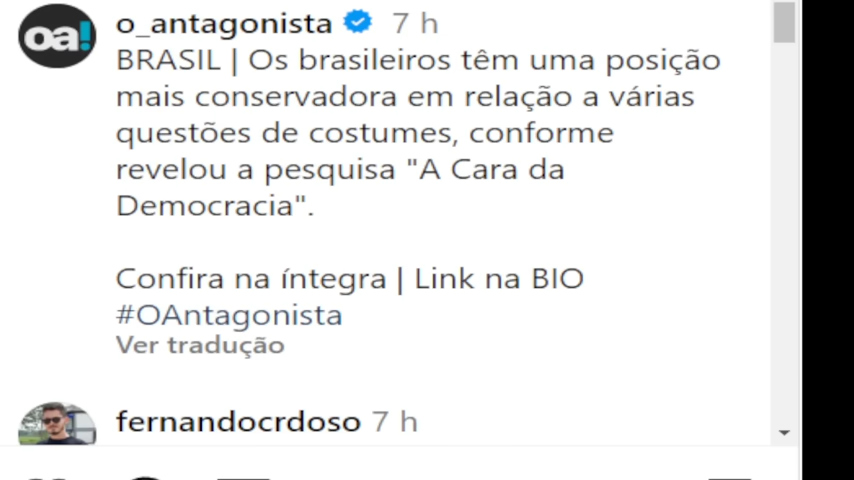 oa!
o_antagonista 7 h
BRASIL | Os brasileiros têm uma posição
mais conservadora em relação a várias
questões de costumes, conforme
revelou a pesquisa "A Cara da
Democracia".
Confira na íntegra | Link na BIO
#OAntagonista
Ver tradução
fernandocrdoso 7 h